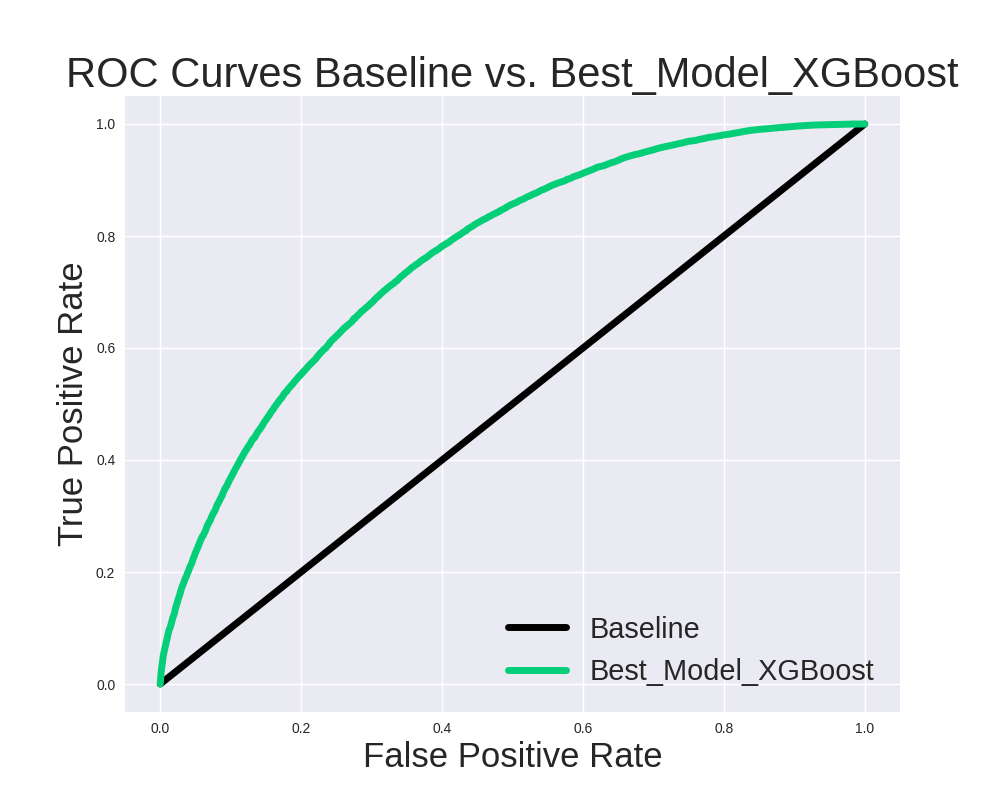 ROC Curves Baseline vs. Best_Model_XGBoost
True Positive Rate
1.0
0.8
0.6
0.4
0.2
0.0
Baseline
Best_Model_XGBoost
0.0 0.2 0.4 0.6 0.8 1.0
False Positive Rate